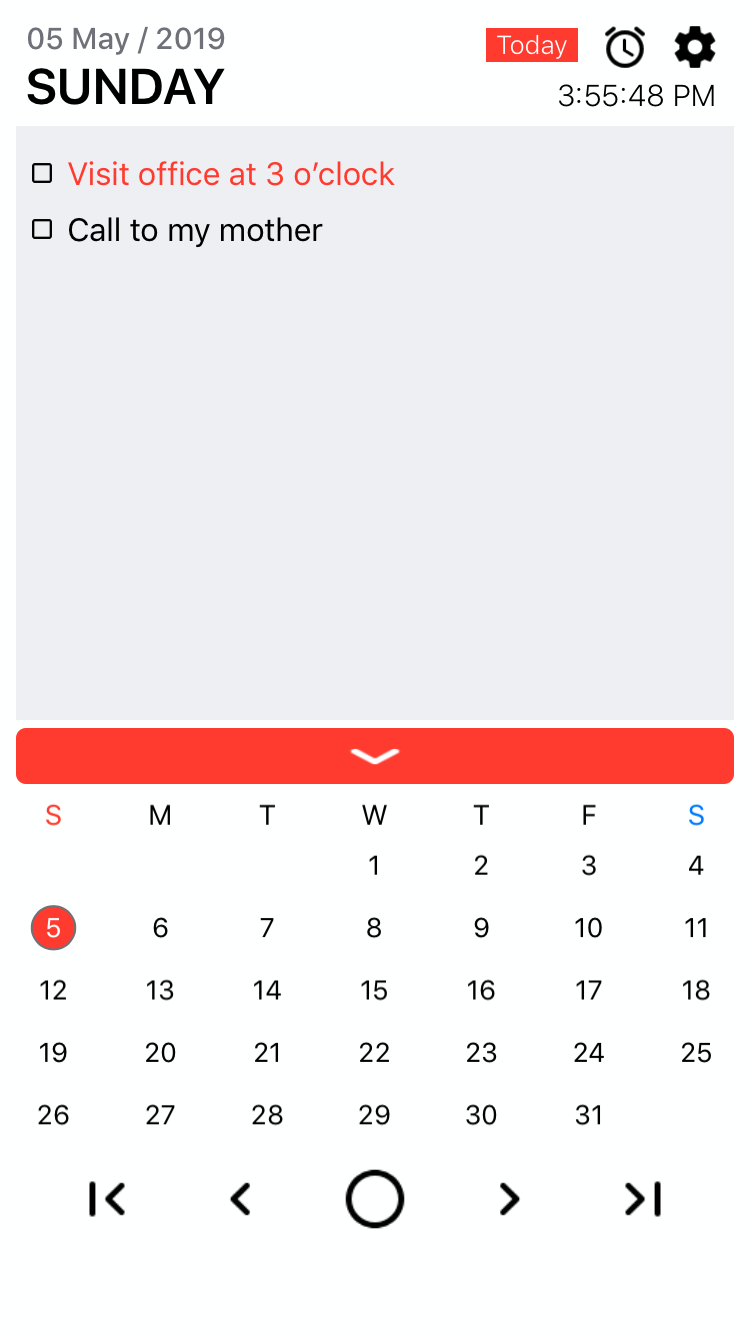 05 May / 2019
SUNDAY
Today
3:55:48 PM
Visit office at 3 o’clock
Call to my mother
S M T W T F S
1 2 3 4
5 6 7 8 9 10 11
12 13 14 15 16 17 18
19 20 21 22 23 24 25
26 27 28 29 30 31